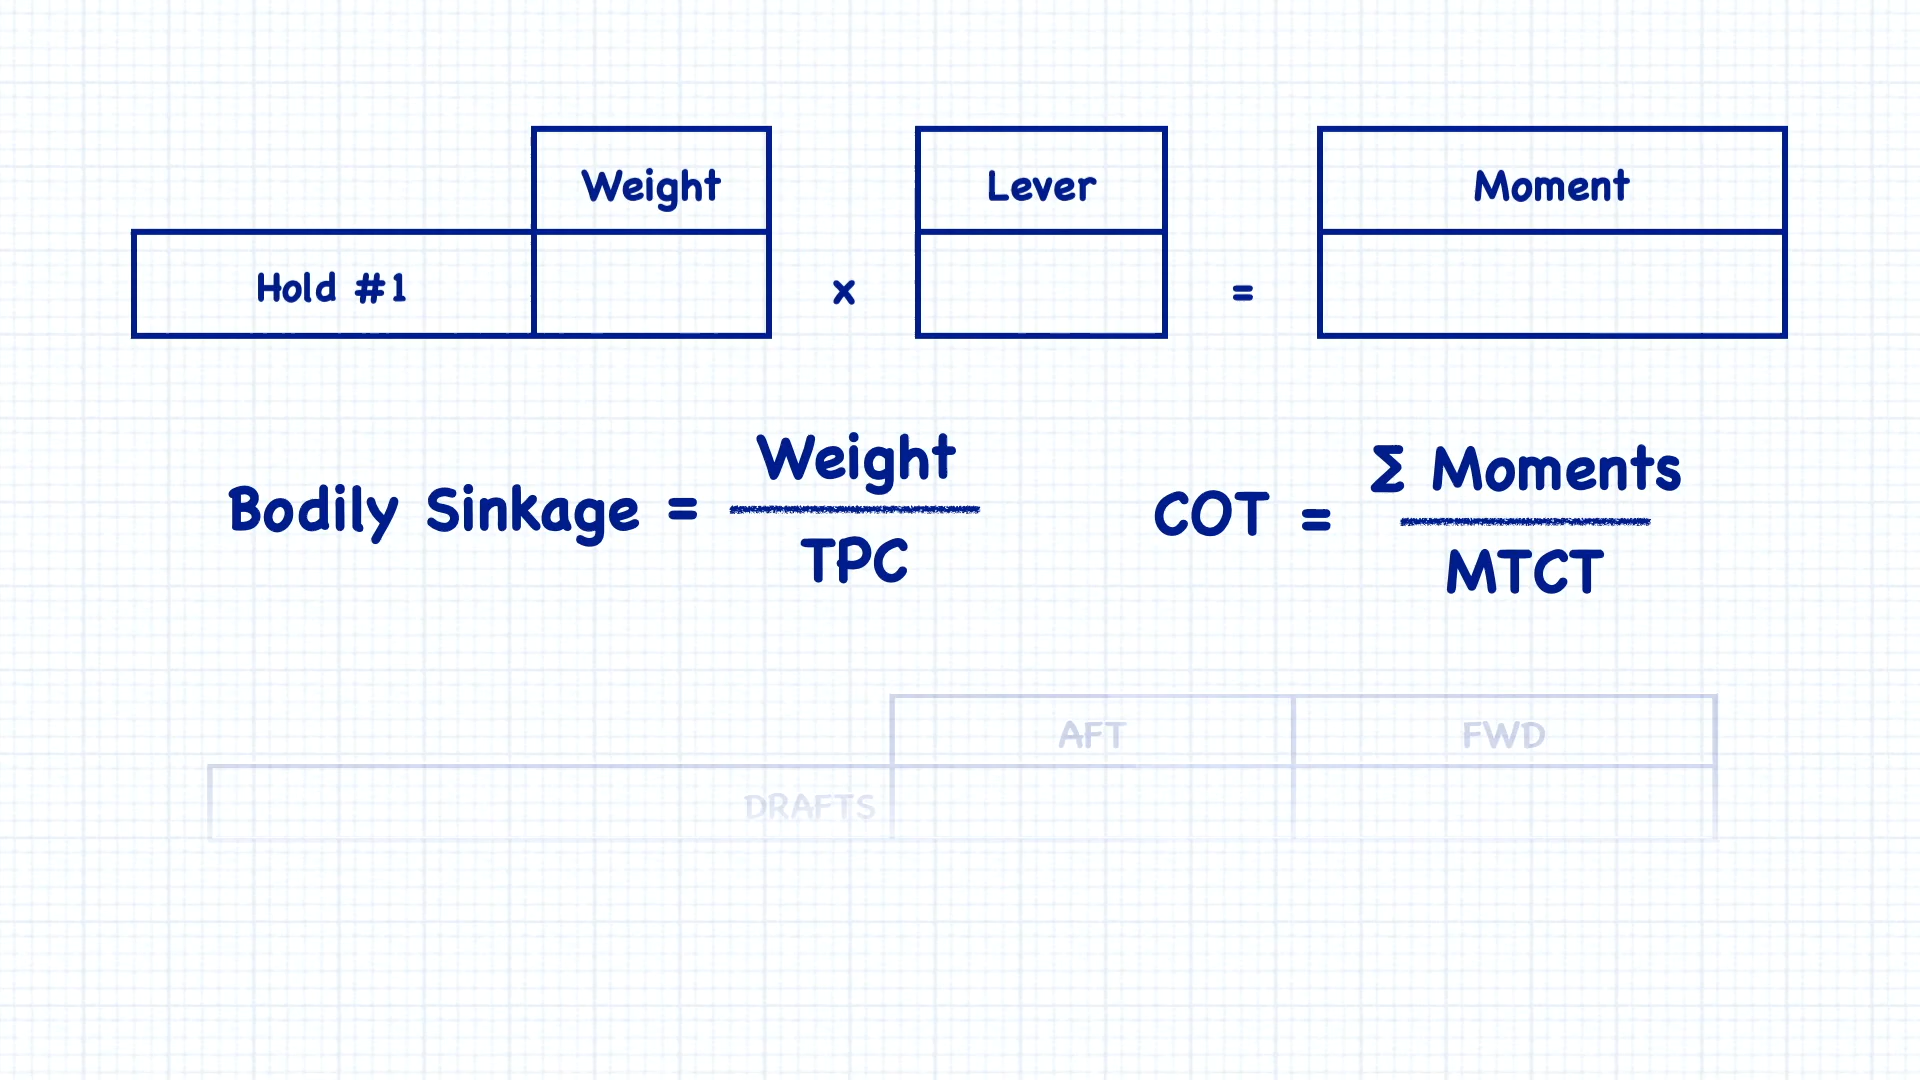 Weight Lever Moment
Hold #1 x =
Bodily Sinkage = Weight / TPC
COT = Σ Moments / MTCT
AFT FWD
DRAFTS